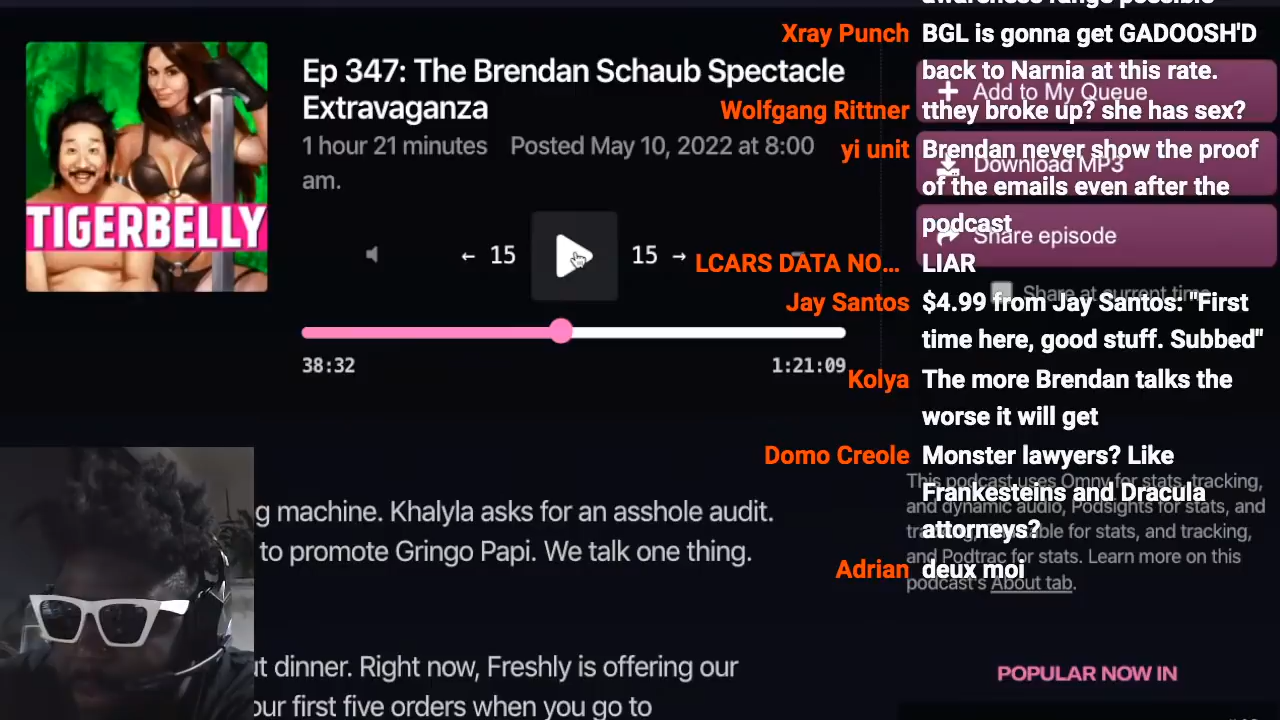 Ep 347: The Brendan Schaub Spectacle
Extravaganza
1 hour 21 minutes Posted May 10, 2022 at 8:00
am.
TIGERBELLY
← 15
15 →
38:32
1:21:09
g machine. Khalyla asks for an asshole audit.
to promote Gringo Papi. We talk one thing.
t dinner. Right now, Freshly is offering our
our first five orders when you go to
Xray Punch BGL is gonna get GADOOSH'D
back to Narnia at this rate.
Wolfgang Rittner tthey broke up? she has sex?
yi unit Brendan never show the proof
of the emails even after the
podcast
LCARS DATA NO... LIAR
Jay Santos $4.99 from Jay Santos: "First
time here, good stuff. Subbed"
Kolya The more Brendan talks the
worse it will get
Domo Creole Monster lawyers? Like
Frankesteins and Dracula
attorneys?
Adrian deux moi
Add to My Queue
Download MP3
Share episode
Share at current time
This podcast uses Omny for stats, tracking,
and dynamic audio, Podsights for stats, and
for stats, and tracking,
and Podtrac for stats. Learn more on this
podcast's About tab.
POPULAR NOW IN